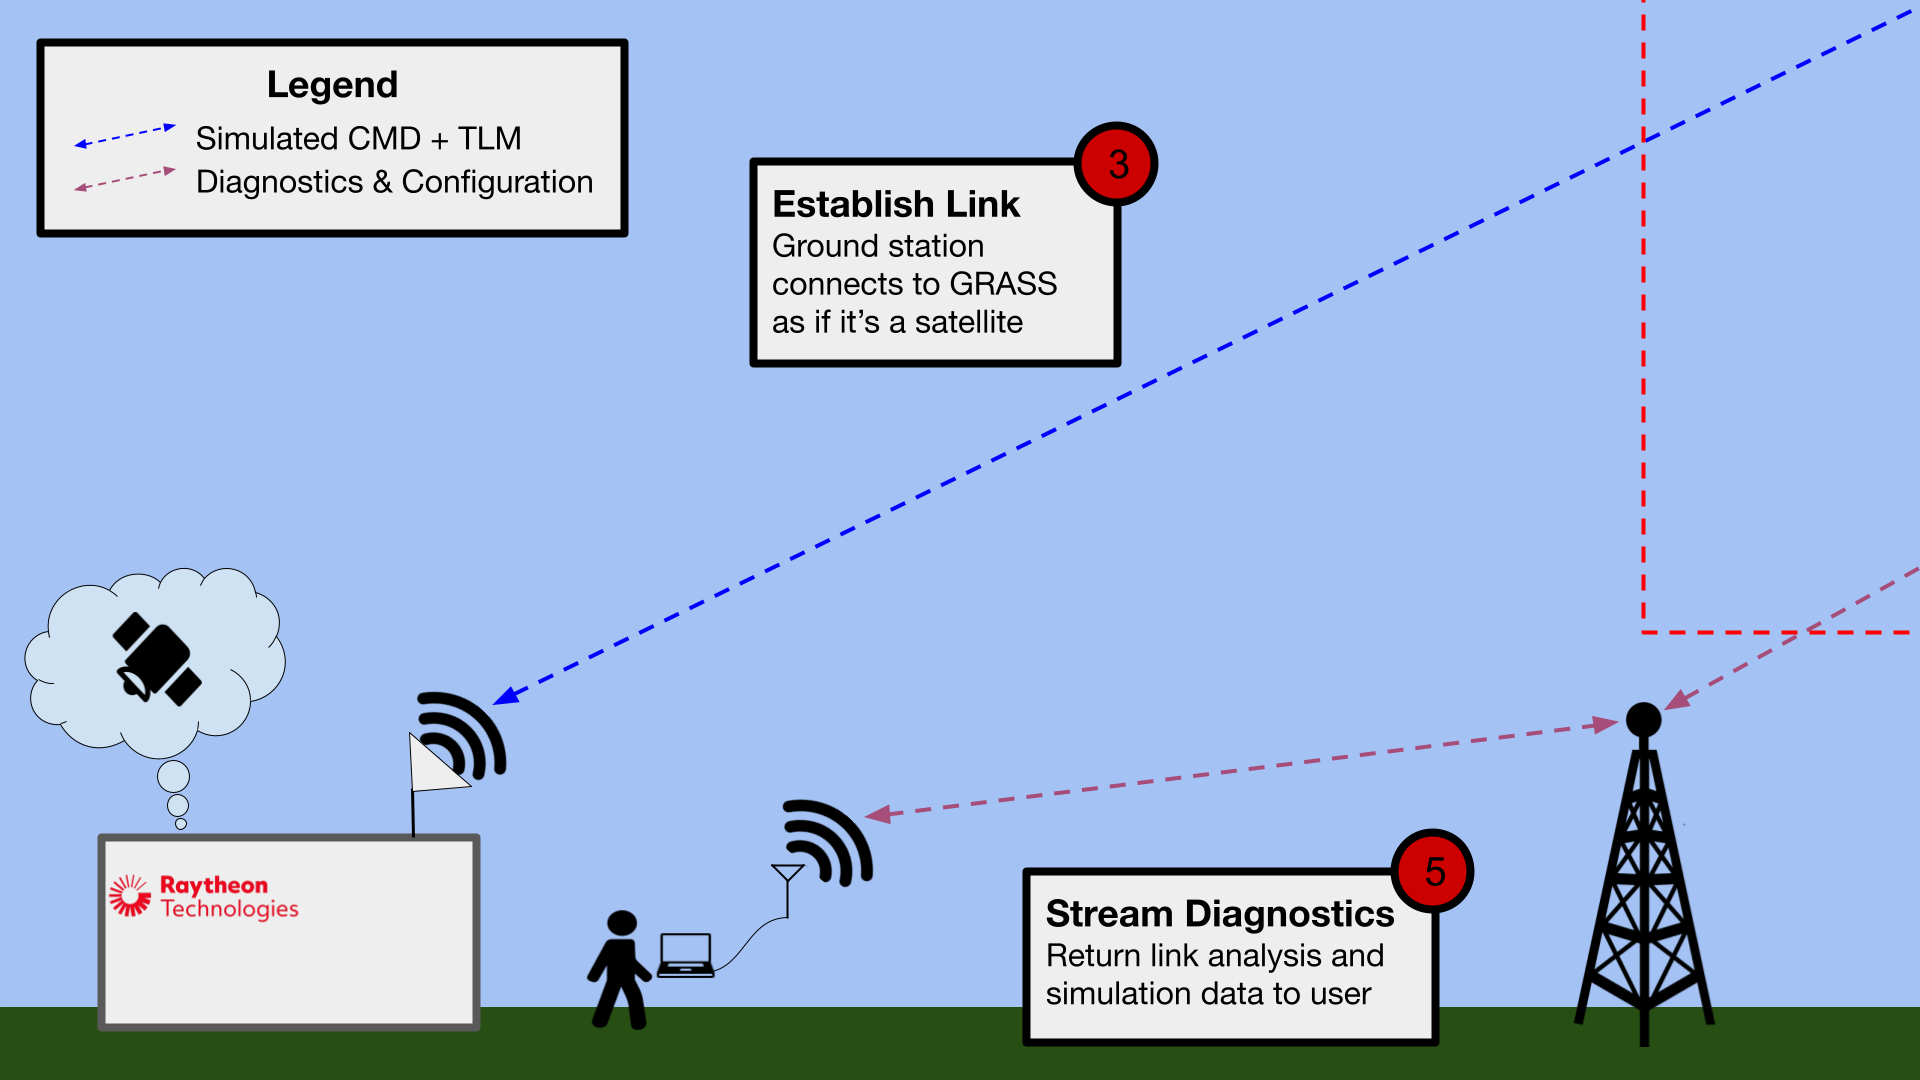 Legend
Simulated CMD + TLM
Diagnostics & Configuration
3
Establish Link
Ground station
connects to GRASS
as if it’s a satellite
Raytheon
Technologies
5
Stream Diagnostics
Return link analysis and
simulation data to user